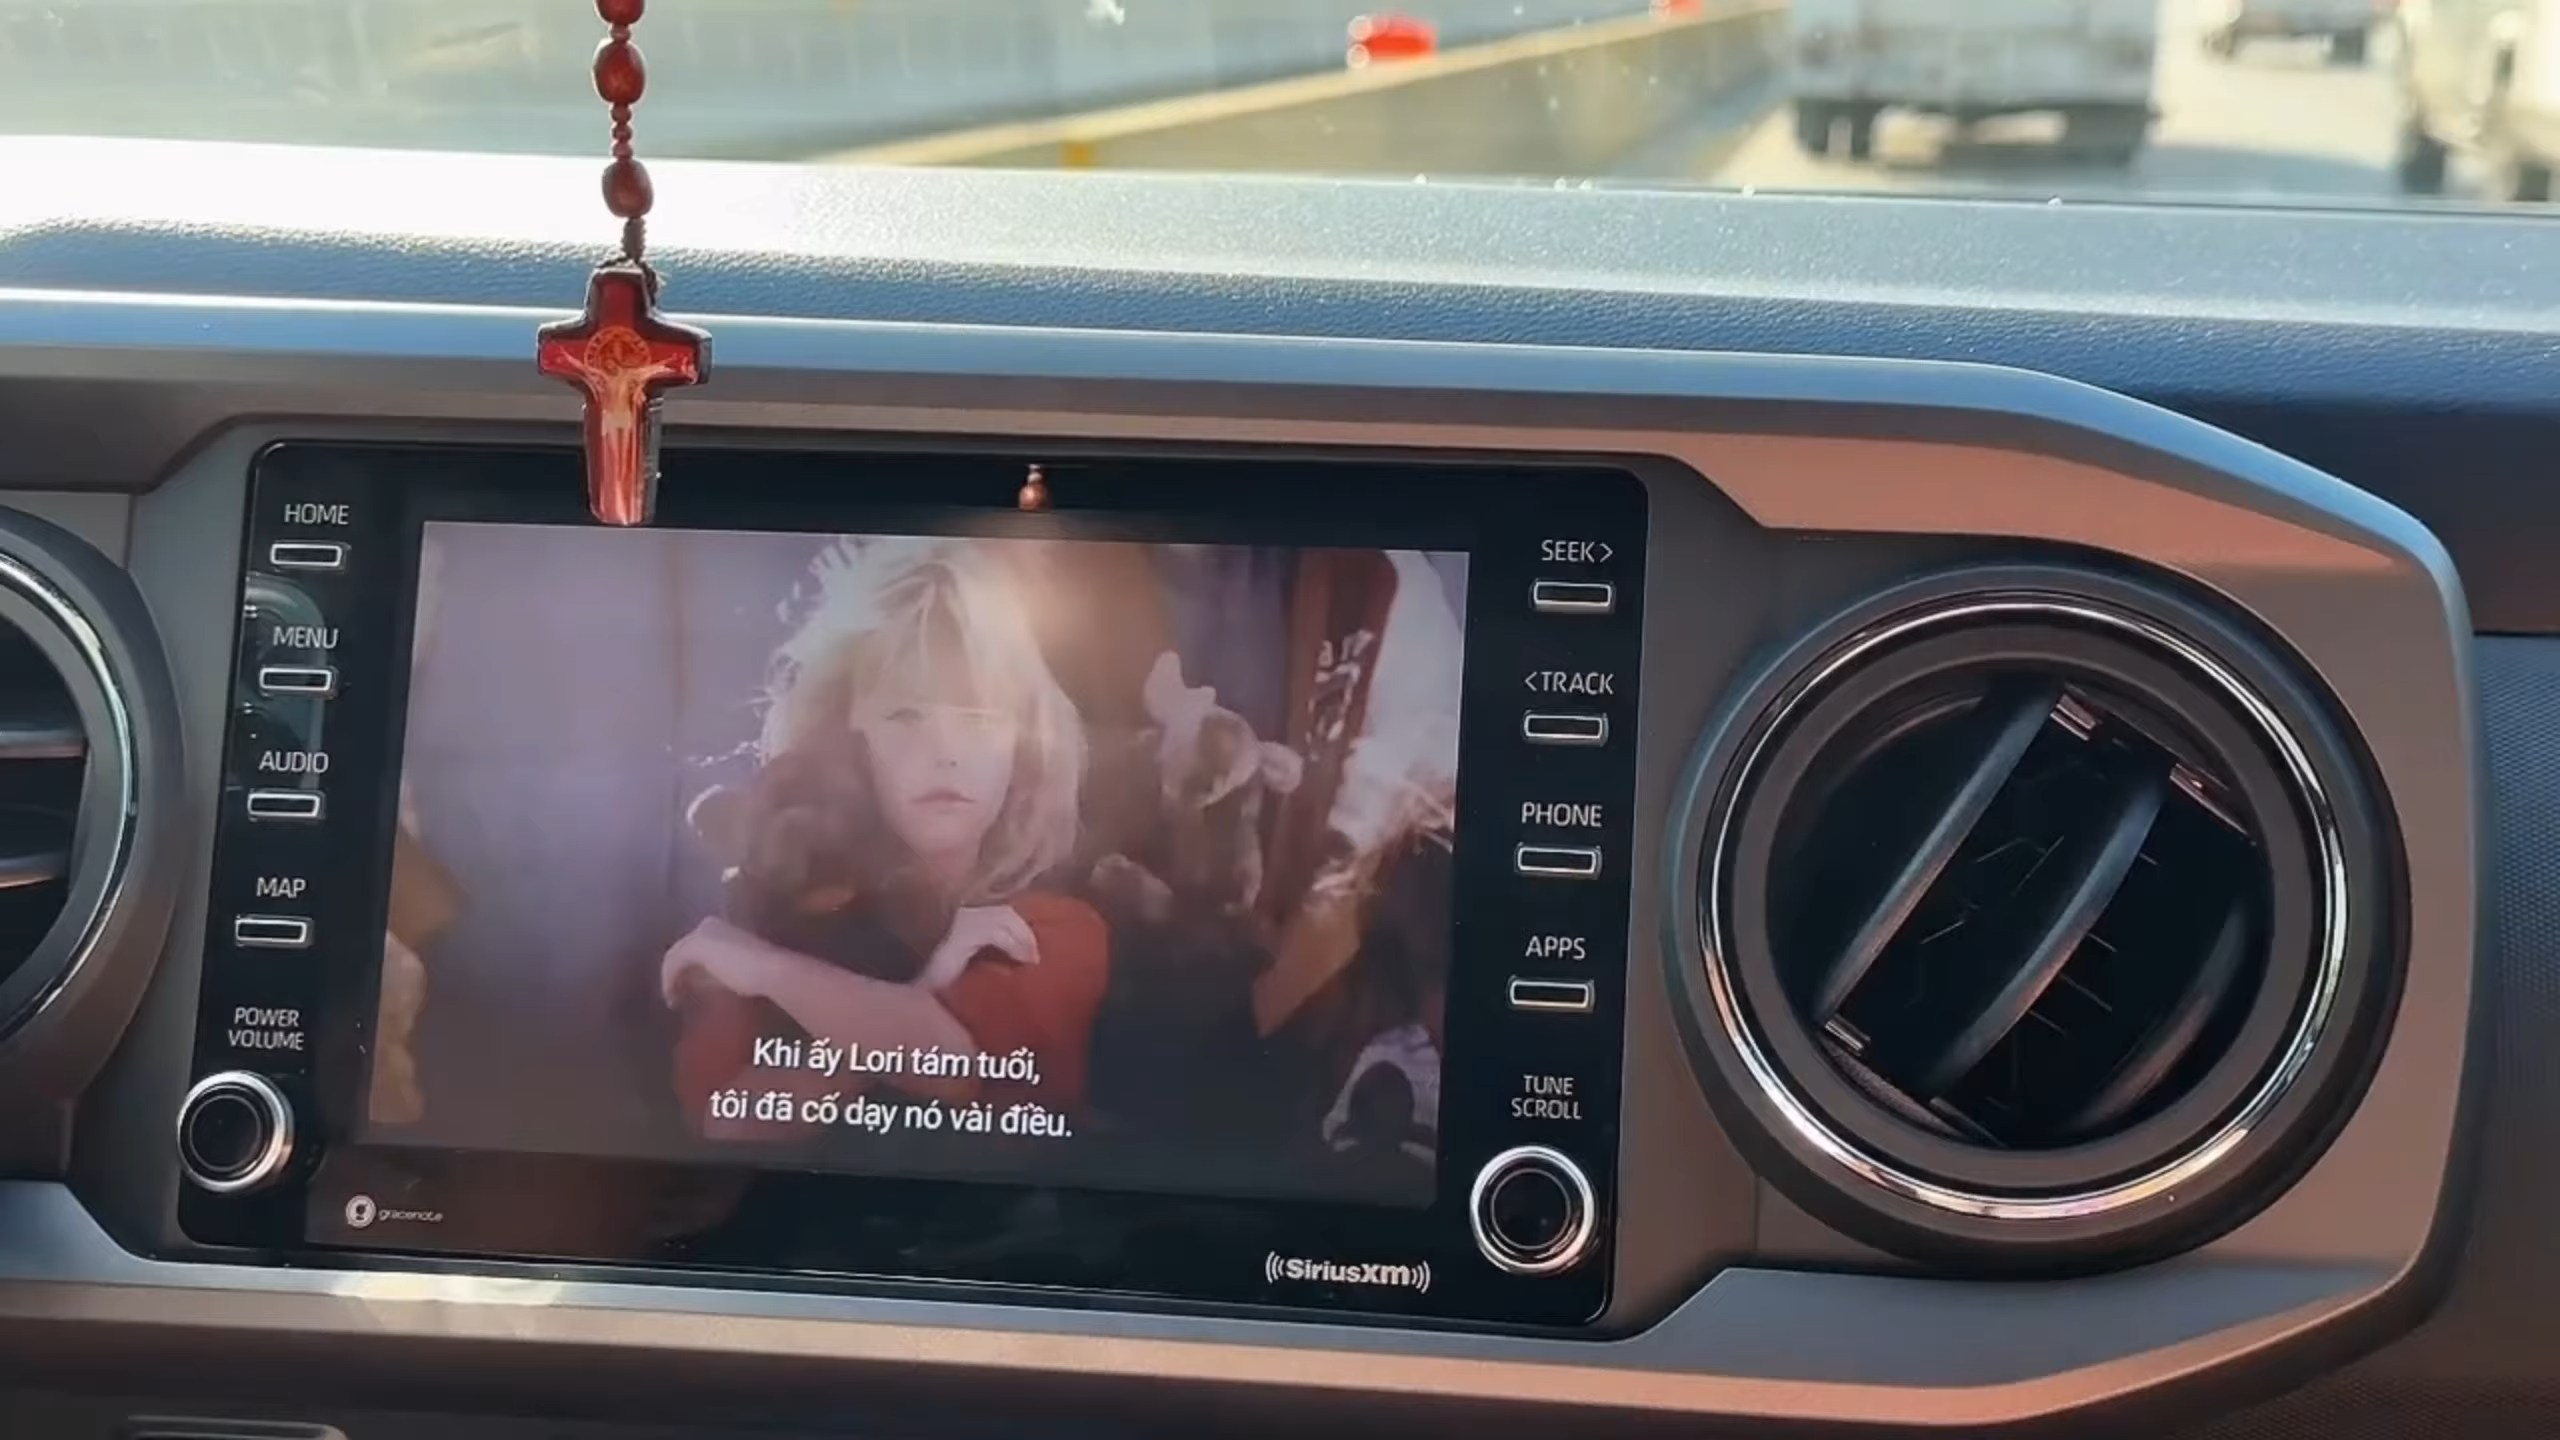 HOME
MENU
AUDIO
MAP
POWER
VOLUME
Khi ấy Lori tám tuổi,
tôi đã cố dạy nó vài điều.
gracenote
SiriusXM
SEEK>
<TRACK
PHONE
APPS
TUNE
SCROLL